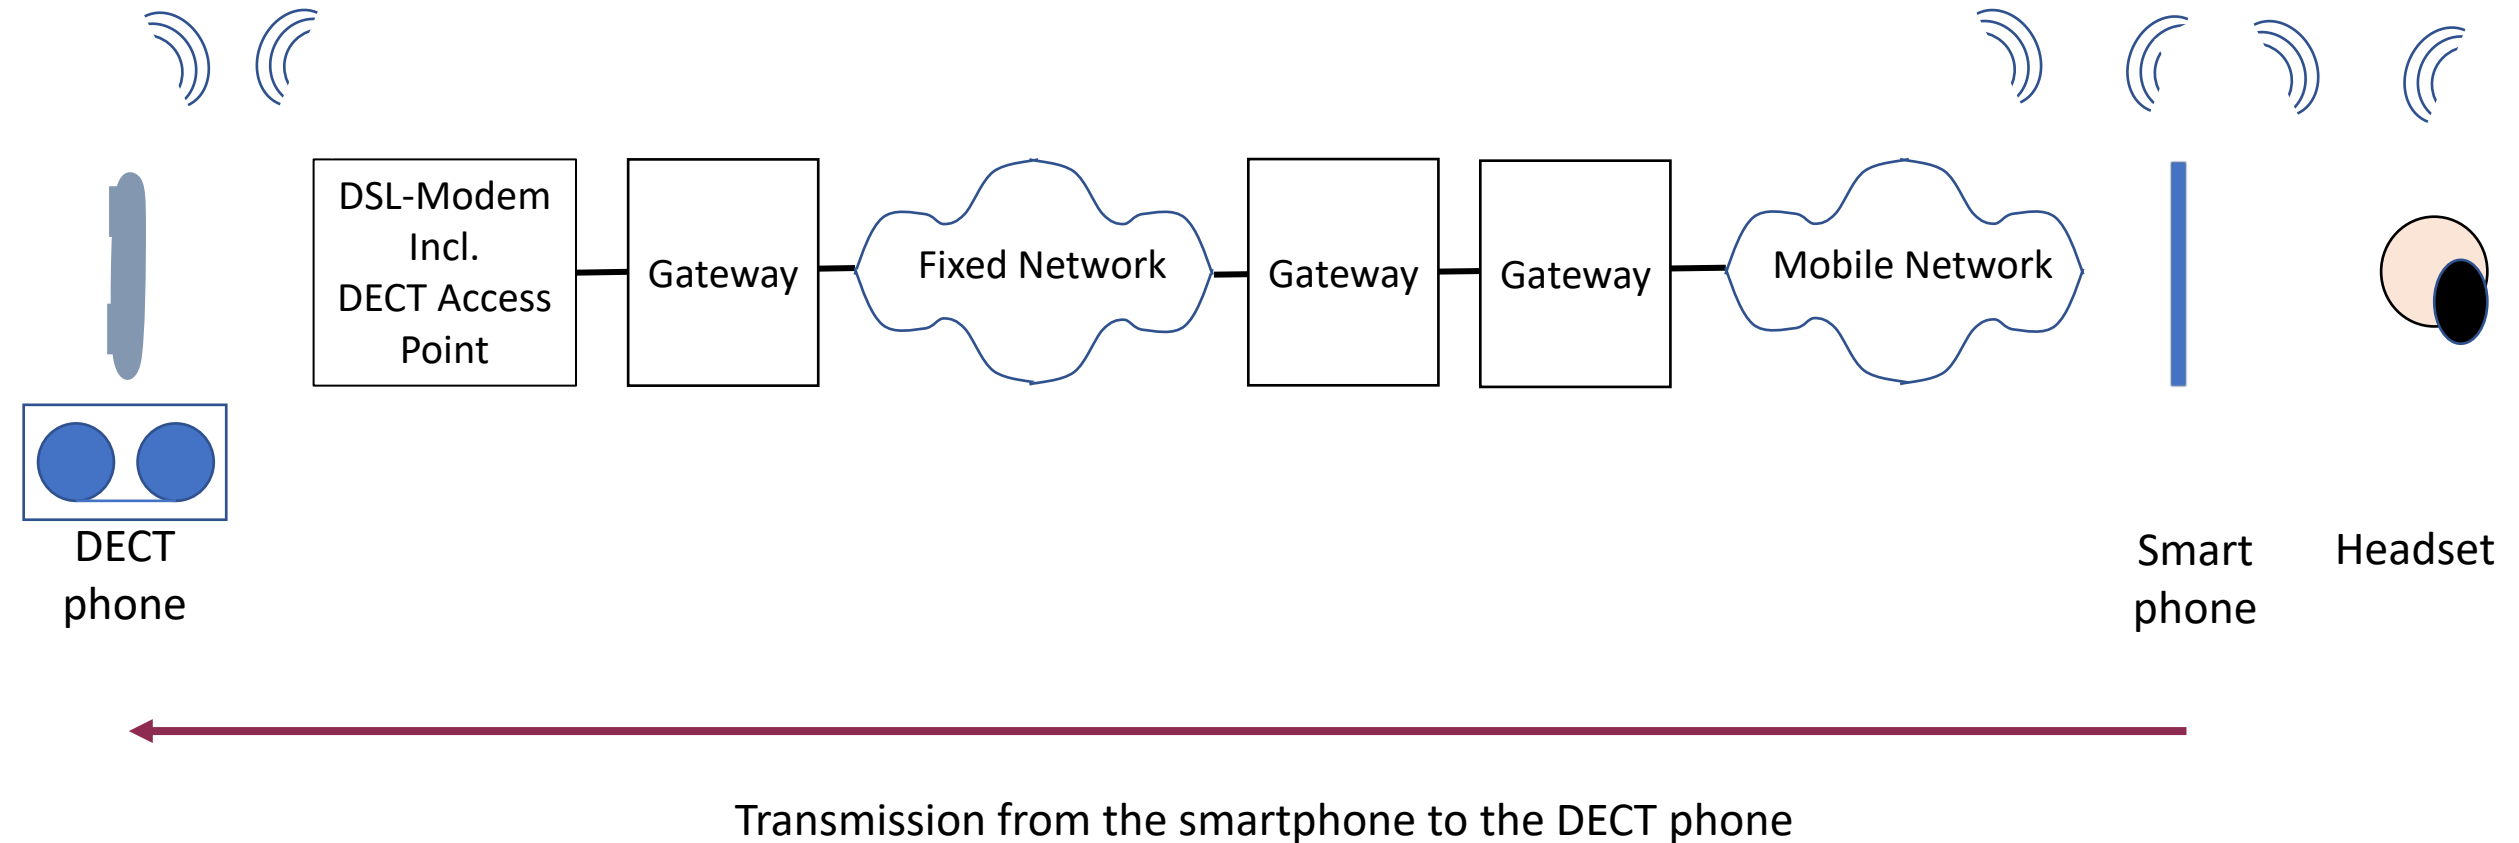 DSL-Modem
Incl.
DECT Access
Point
Gateway
Fixed Network
Gateway
Gateway
Mobile Network
DECT
phone
Smart
phone
Headset
Transmission from the smartphone to the DECT phone